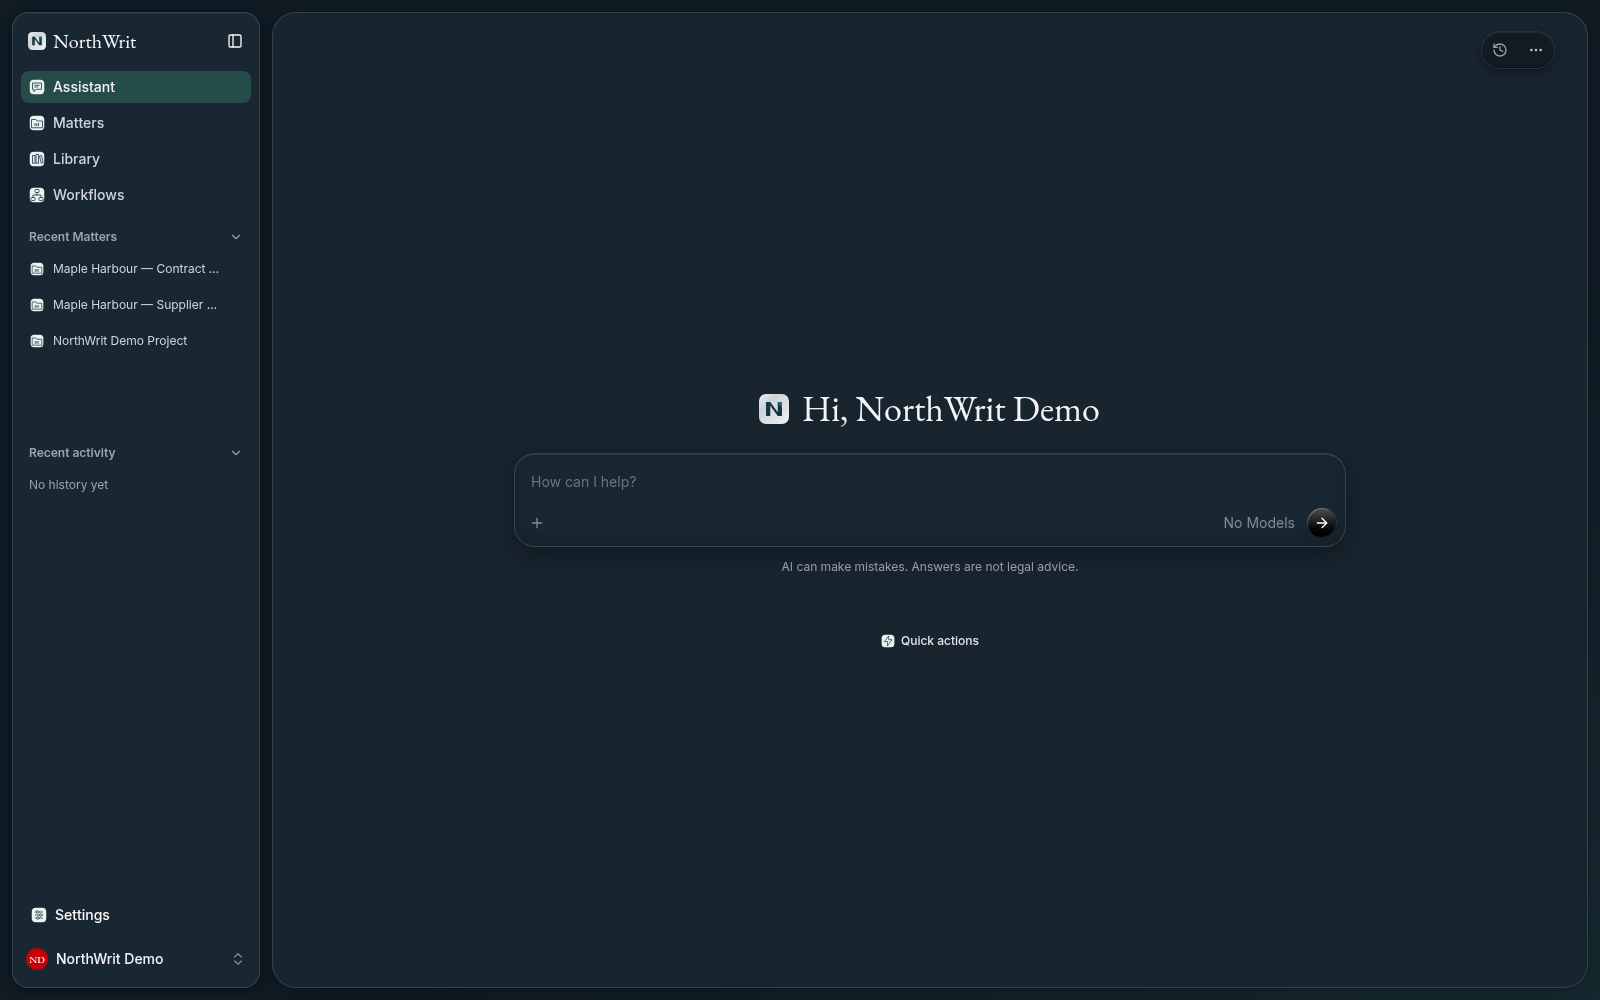 NorthWrit
Assistant
Matters
Library
Workflows
Recent Matters
Maple Harbour — Contract ...
Maple Harbour — Supplier ...
NorthWrit Demo Project
Recent activity
No history yet
Settings
ND NorthWrit Demo
N Hi, NorthWrit Demo
How can I help?
No Models
AI can make mistakes. Answers are not legal advice.
Quick actions